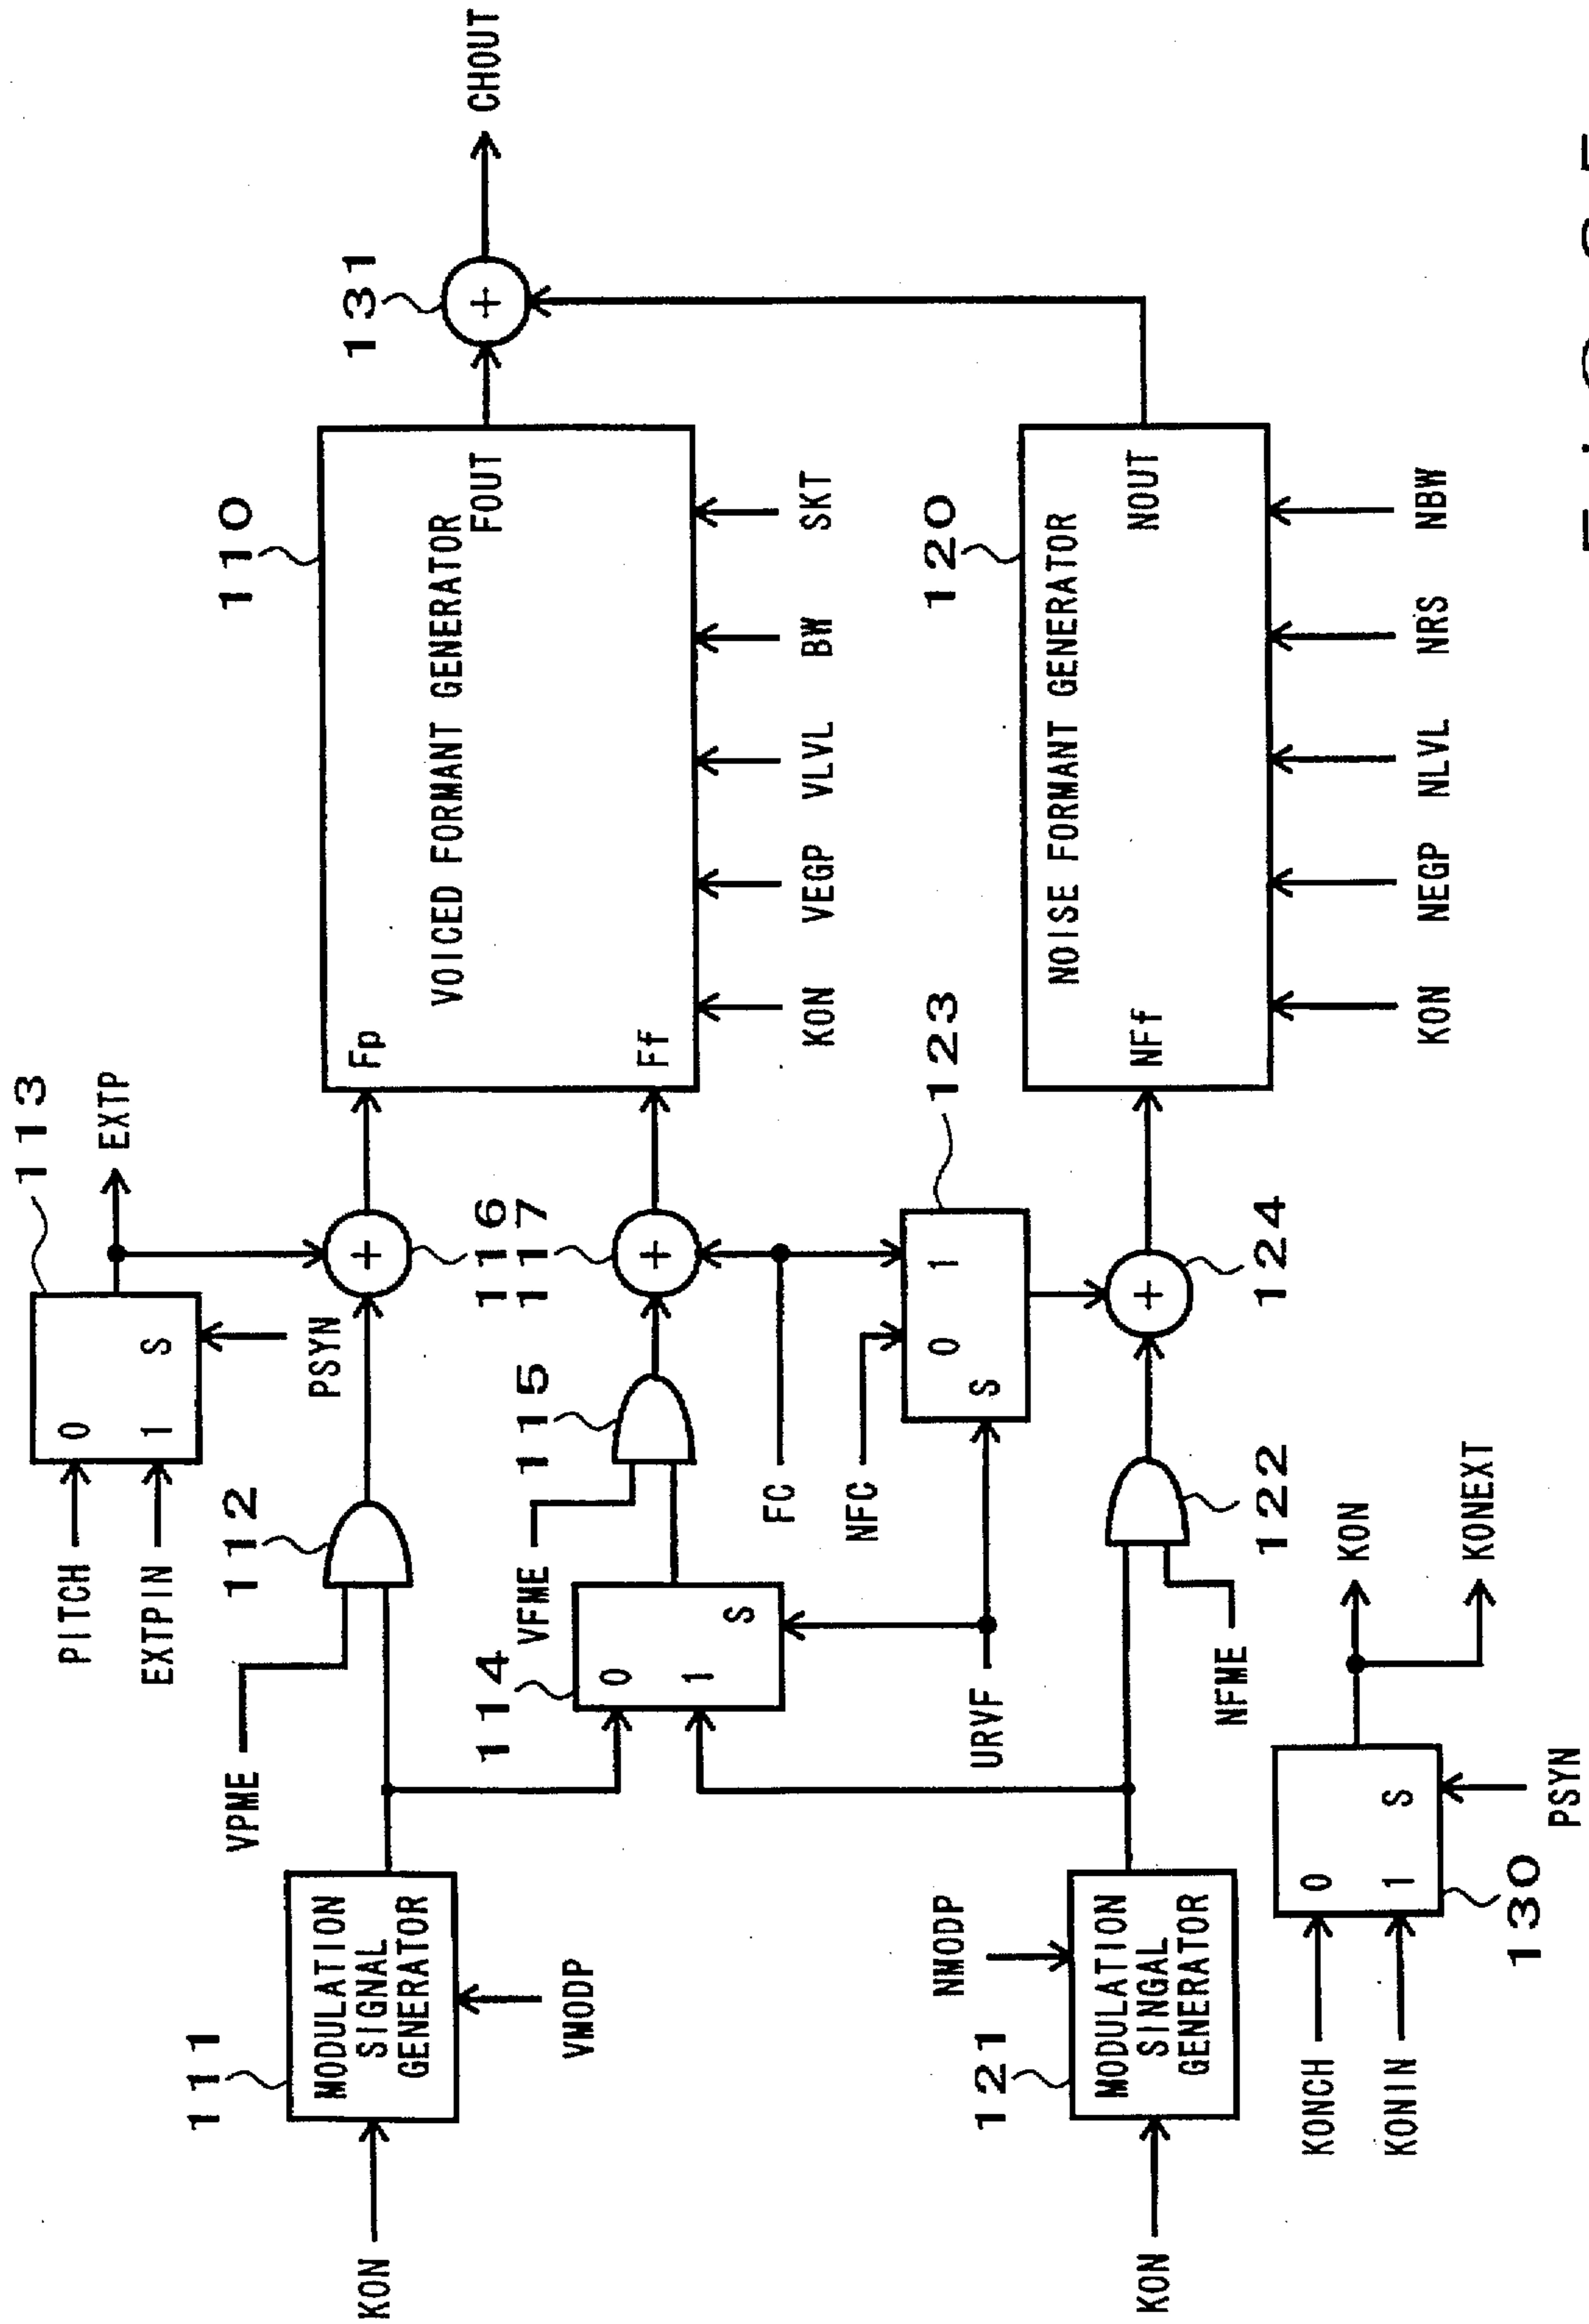 113
EXTP
PITCH
0
EXTPIN
1
S
PSYN
110
131
CHOUT
VPME
112
116
Fp
VOICED FORMANT GENERATOR
FOUT
111
MODULATION
SIGNAL
GENERATOR
KON
VMODP
VFME
115
117
Ff
KON
VEGP
VLVL
BW
SKT
114
0
1
S
FC
NFC
URVF
123
0
1
S
120
121
NMODP
MODULATION
SINGAL
GENERATOR
KON
NFME
122
124
NFf
NOISE FORMANT GENERATOR
NOUT
KON
NEGP
NLVL
NRS
NBW
KONCH
0
KONIN
1
S
130
PSYN
KON
KONEXT